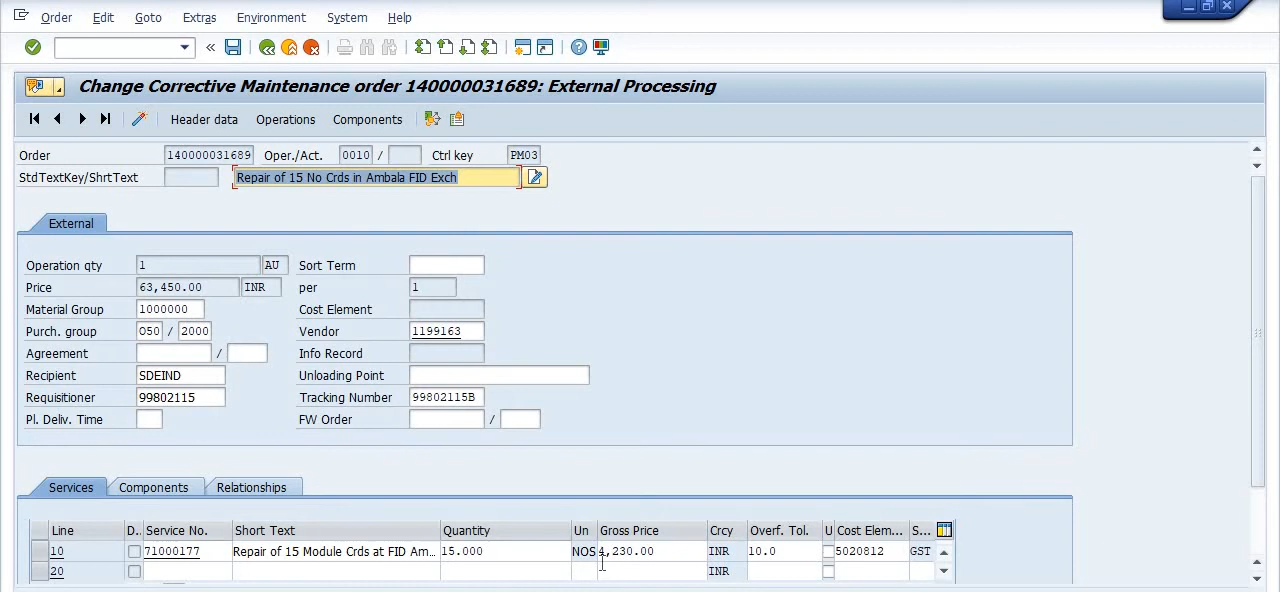 Order Edit Goto Extras Environment System Help
Change Corrective Maintenance order 140000031689: External Processing
Header data Operations Components
Order 140000031689 Oper./Act. 0010 / Ctrl key PM03
StdTextKey/ShrtText Repair of 15 No Crds in Ambala FID Exch
External
Operation qty 1 AU Sort Term
Price 63,450.00 INR per 1
Material Group 1000000 Cost Element
Purch. group O50 / 2000 Vendor 1199163
Agreement / Info Record
Recipient SDEIND Unloading Point
Requisitioner 99802115 Tracking Number 99802115B
Pl. Deliv. Time FW Order /
Services Components Relationships
Line D.. Service No. Short Text Quantity Un Gross Price Crcy Overf. Tol. U Cost Elem... S...
10 71000177 Repair of 15 Module Crds at FID Am... 15.000 NOS 4,230.00 INR 10.0 5020812 GST
20 INR